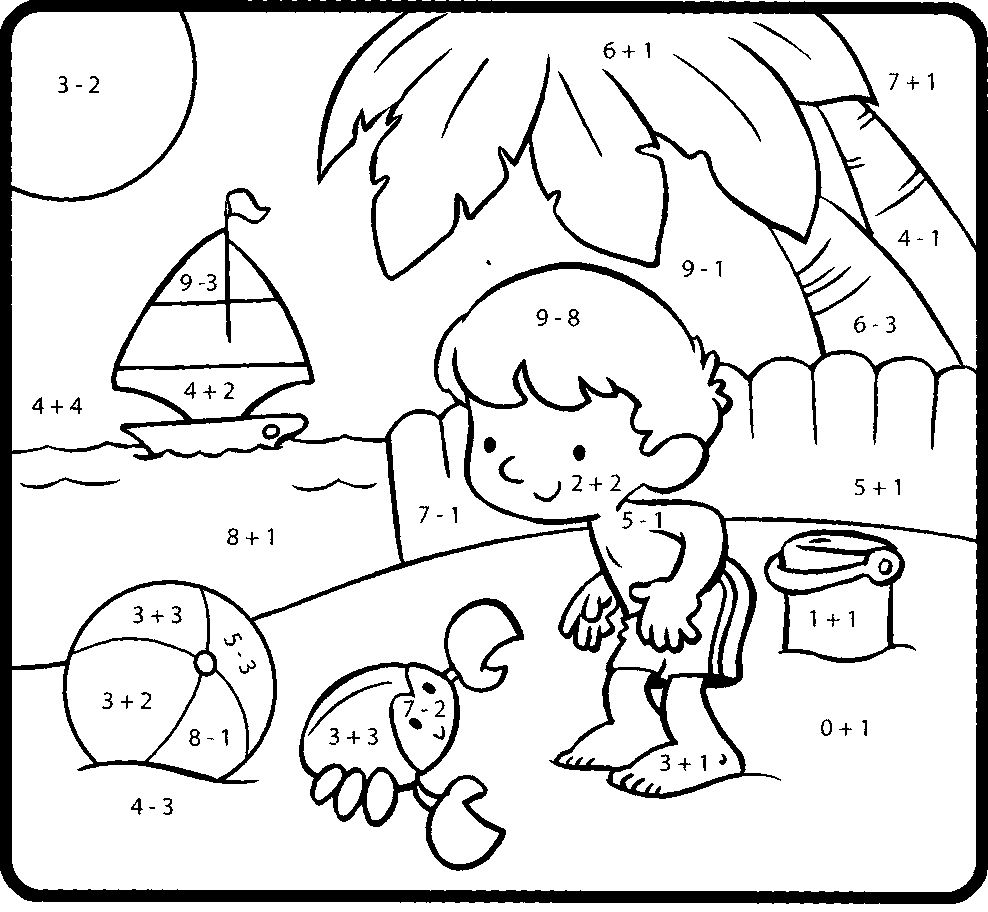 6 + 1
7 + 1
3 - 2
4 - 1
9 - 1
9 - 3
9 - 8
6 - 3
4 + 2
4 + 4
2 + 2
5 + 1
7 - 1
5 - 1
8 + 1
3 + 3
1 + 1
5 - 3
3 + 2
7 - 2
0 + 1
8 - 1
3 + 3
3 + 1
4 - 3